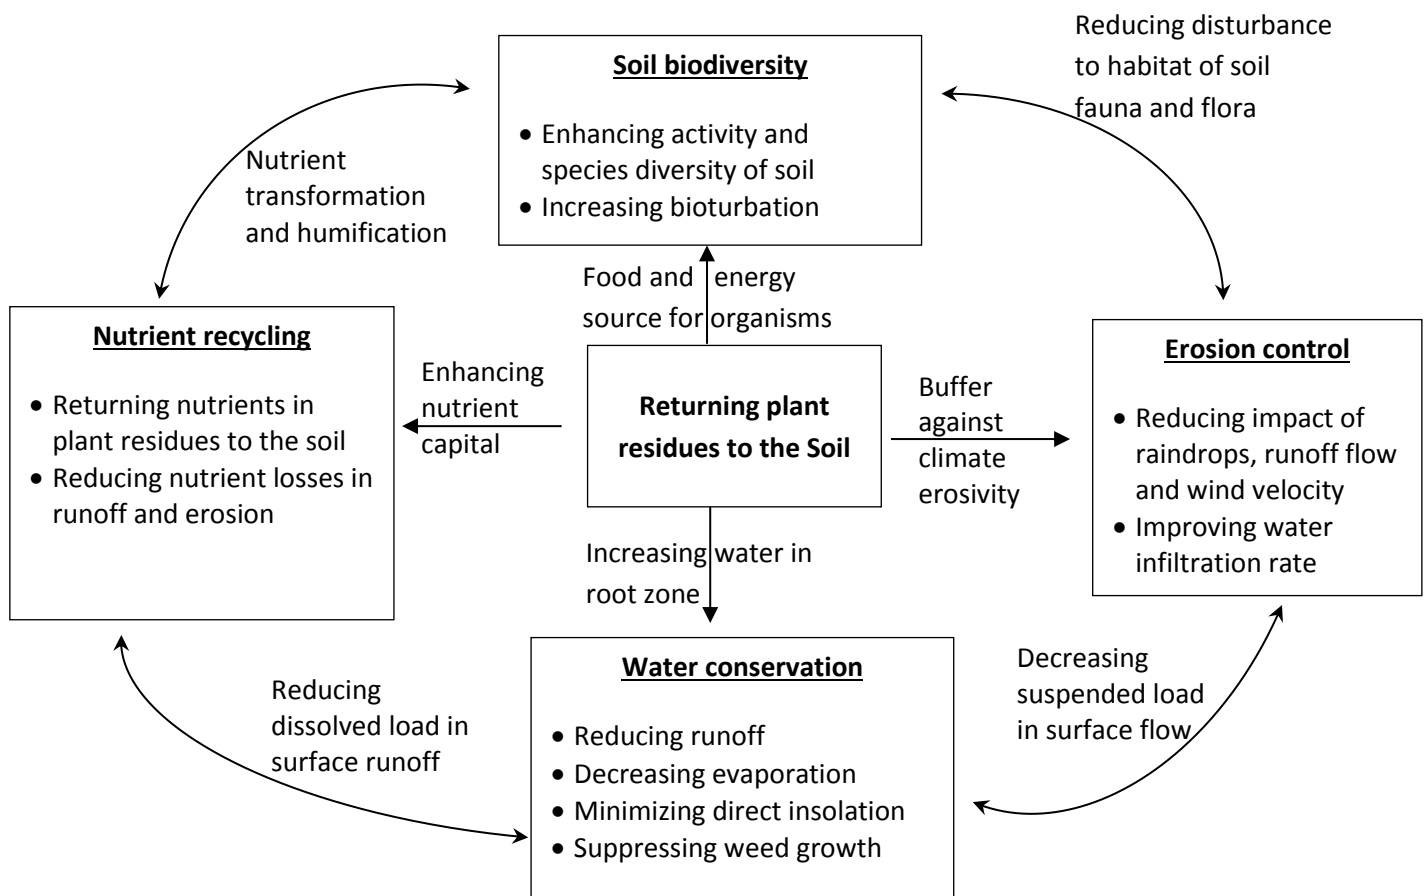 Soil biodiversity
• Enhancing activity and
species diversity of soil
• Increasing bioturbation
Reducing disturbance
to habitat of soil
fauna and flora
Nutrient
transformation
and humification
Food and energy
source for organisms
Nutrient recycling
• Returning nutrients in
plant residues to the soil
• Reducing nutrient losses in
runoff and erosion
Enhancing
nutrient
capital
Returning plant
residues to the Soil
Buffer
against
climate
erosivity
Erosion control
• Reducing impact of
raindrops, runoff flow
and wind velocity
• Improving water
infiltration rate
Increasing water in
root zone
Reducing
dissolved load in
surface runoff
Water conservation
• Reducing runoff
• Decreasing evaporation
• Minimizing direct insolation
• Suppressing weed growth
Decreasing
suspended load
in surface flow